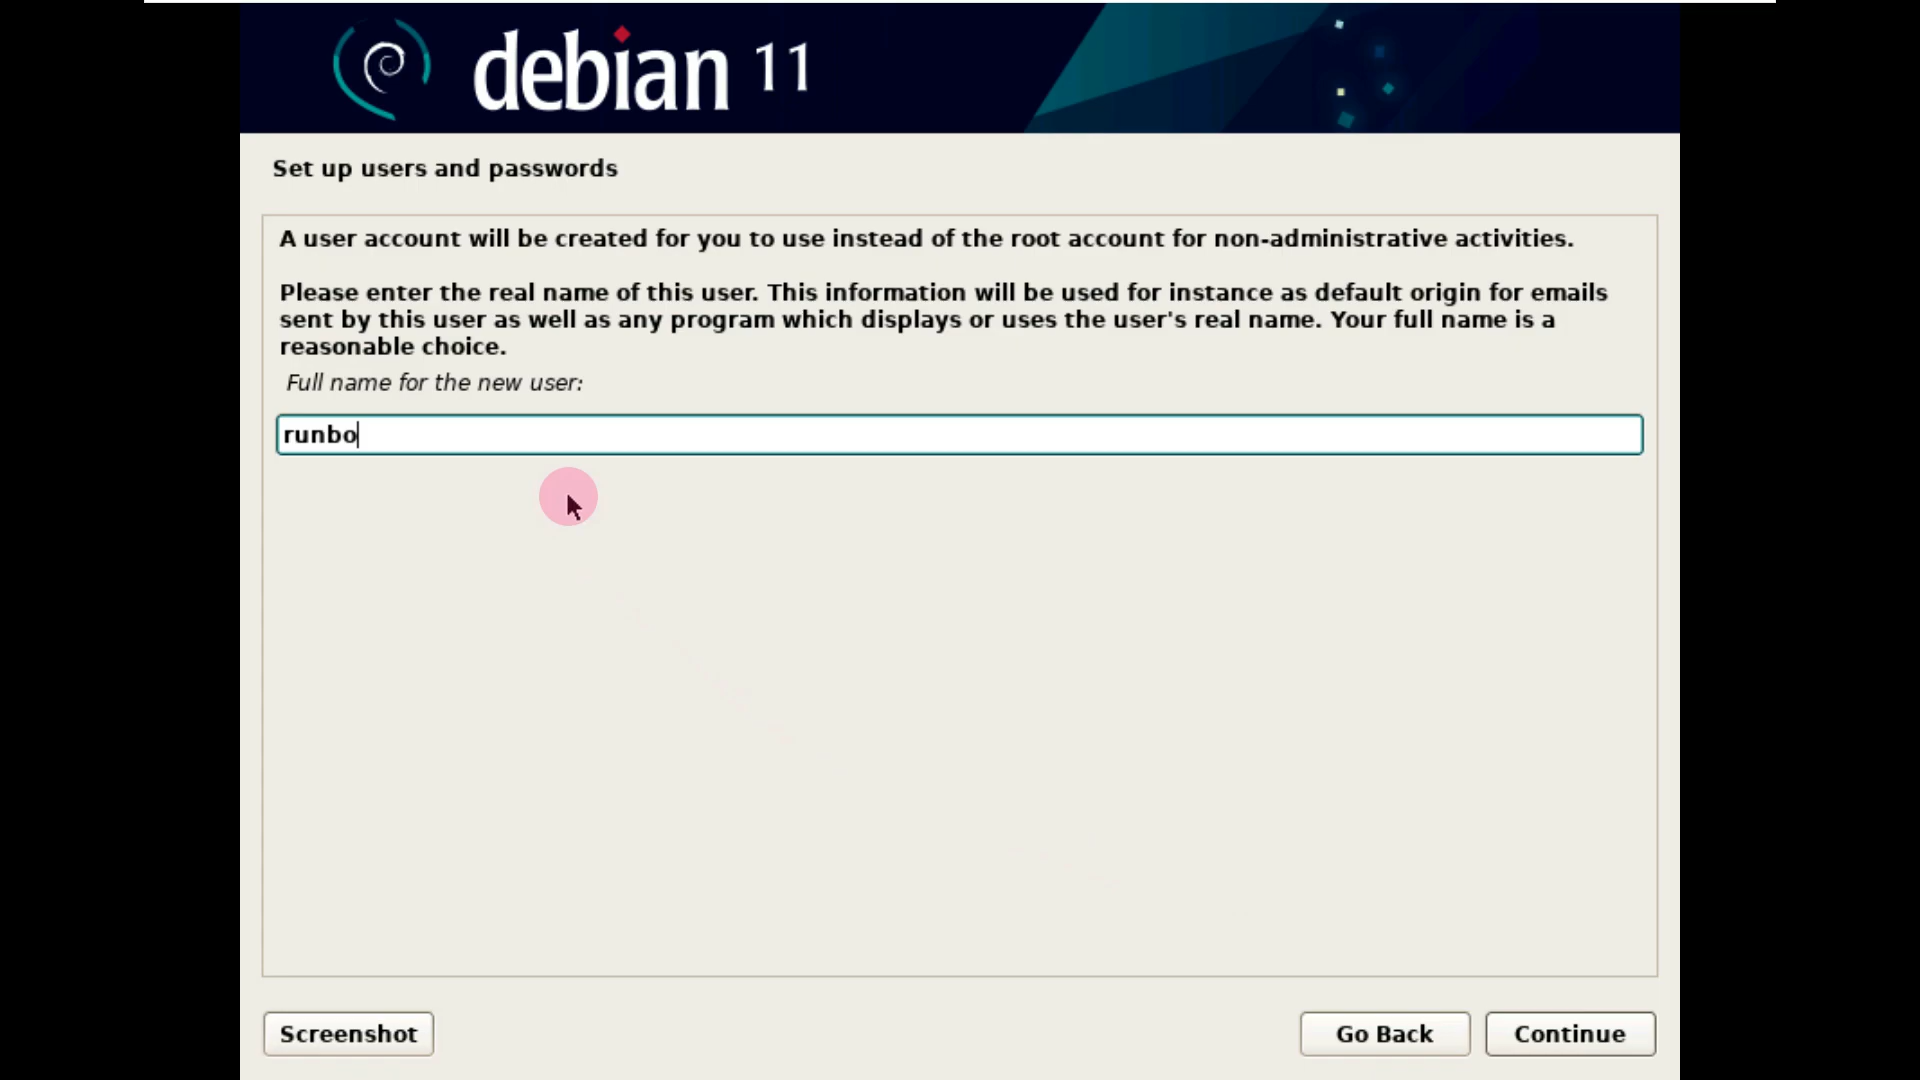 debian 11
Set up users and passwords
A user account will be created for you to use instead of the root account for non-administrative activities.
Please enter the real name of this user. This information will be used for instance as default origin for emails
sent by this user as well as any program which displays or uses the user's real name. Your full name is a
reasonable choice.
Full name for the new user:
runbo
Screenshot
Go Back
Continue